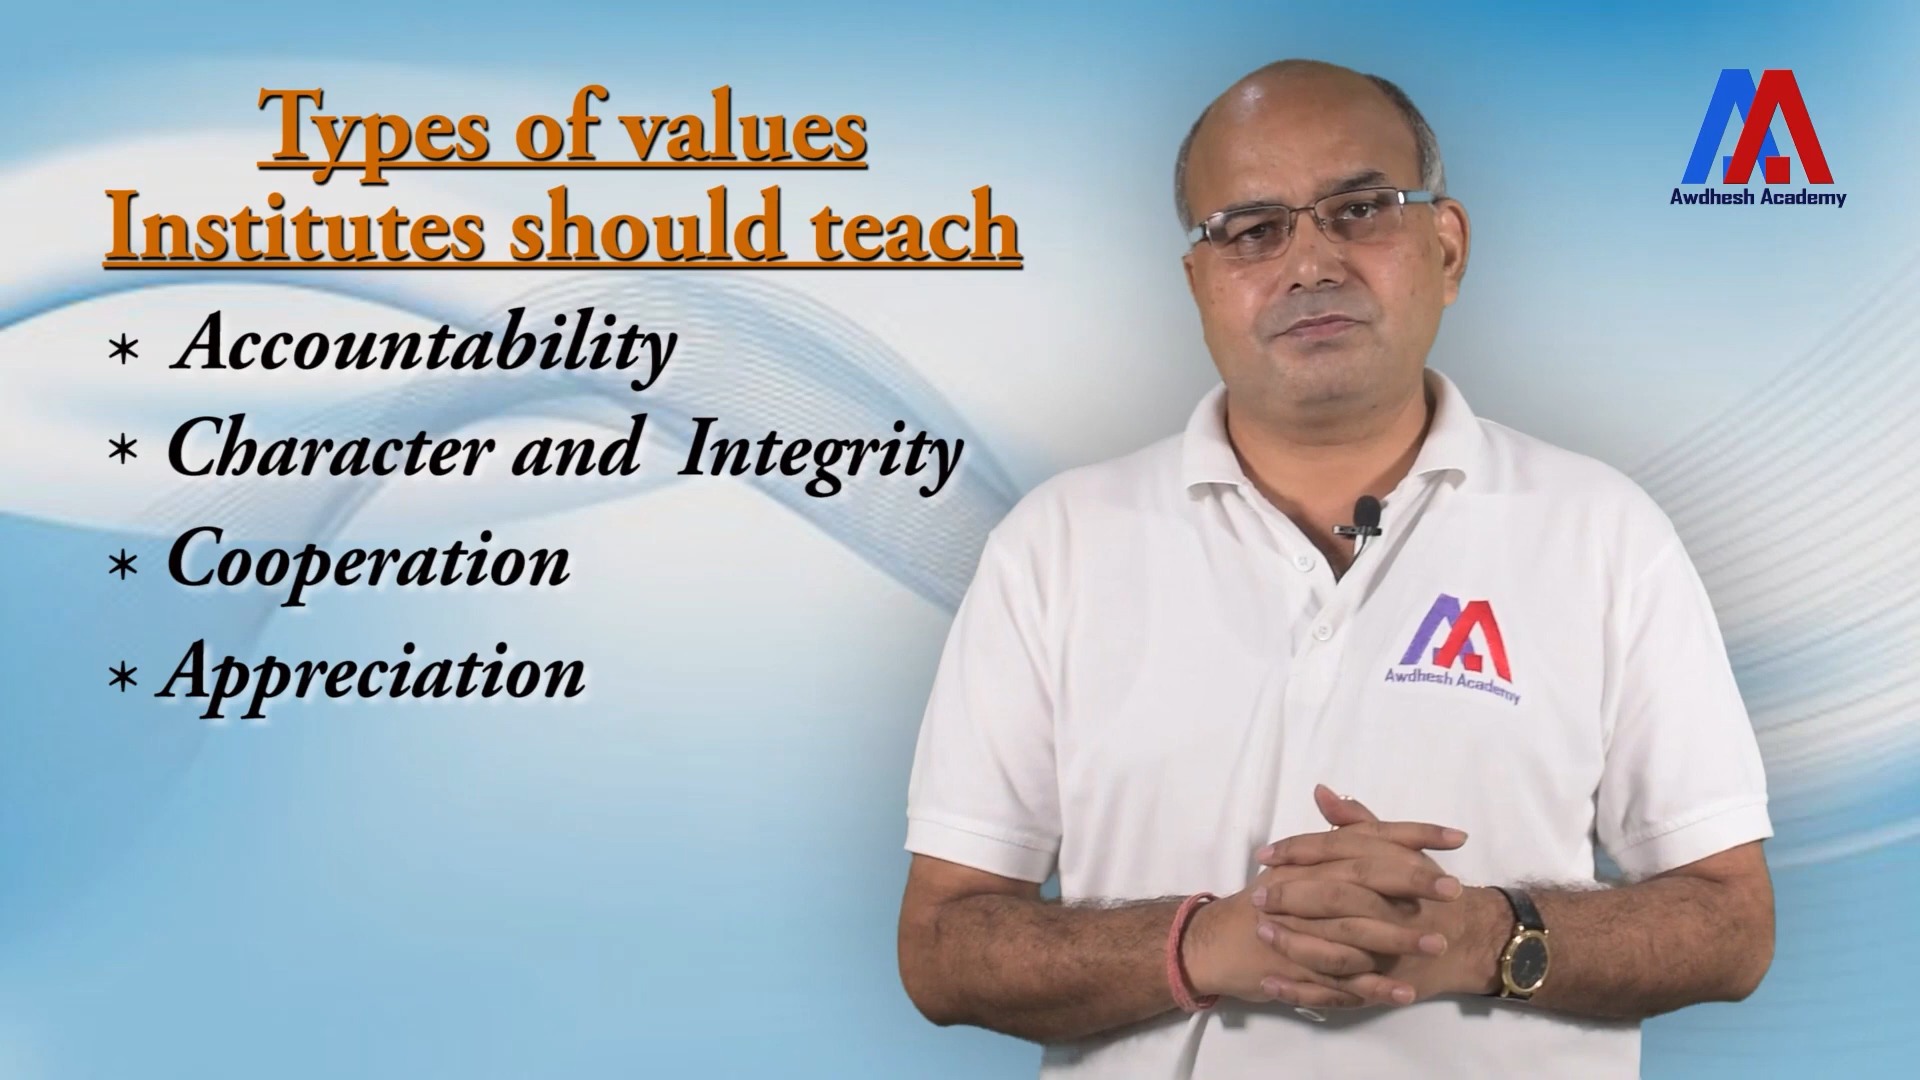 Types of values
Institutes should teach
* Accountability
* Character and Integrity
* Cooperation
* Appreciation
Awdhesh Academy
Awdhesh Academy